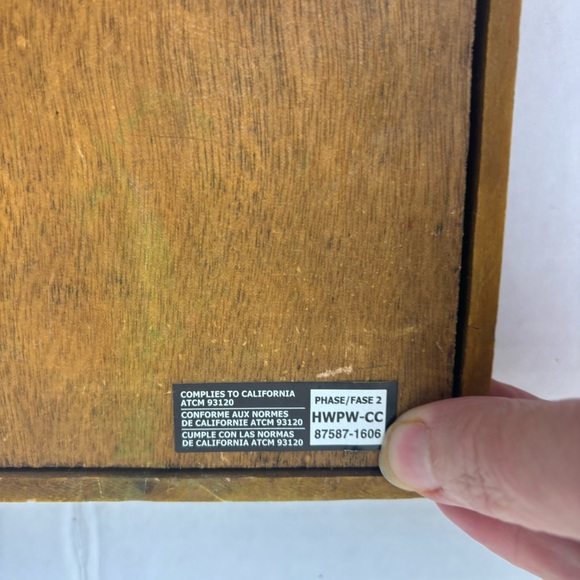 COMPLIES TO CALIFORNIA
ATCM 93120
CONFORME AUX NORMES
DE CALIFORNIE ATCM 93120
CUMPLE CON LAS NORMAS
DE CALIFORNIA ATCM 93120
PHASE/FASE 2
HWPW-CC
87587-1606